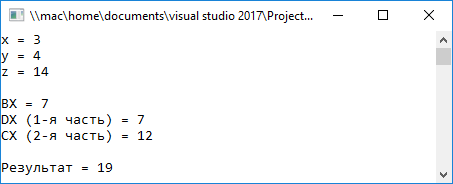 \\mac\home\documents\visual studio 2017\Project...
x = 3
y = 4
z = 14
BX = 7
DX (1-я часть) = 7
CX (2-я часть) = 12
Результат = 19